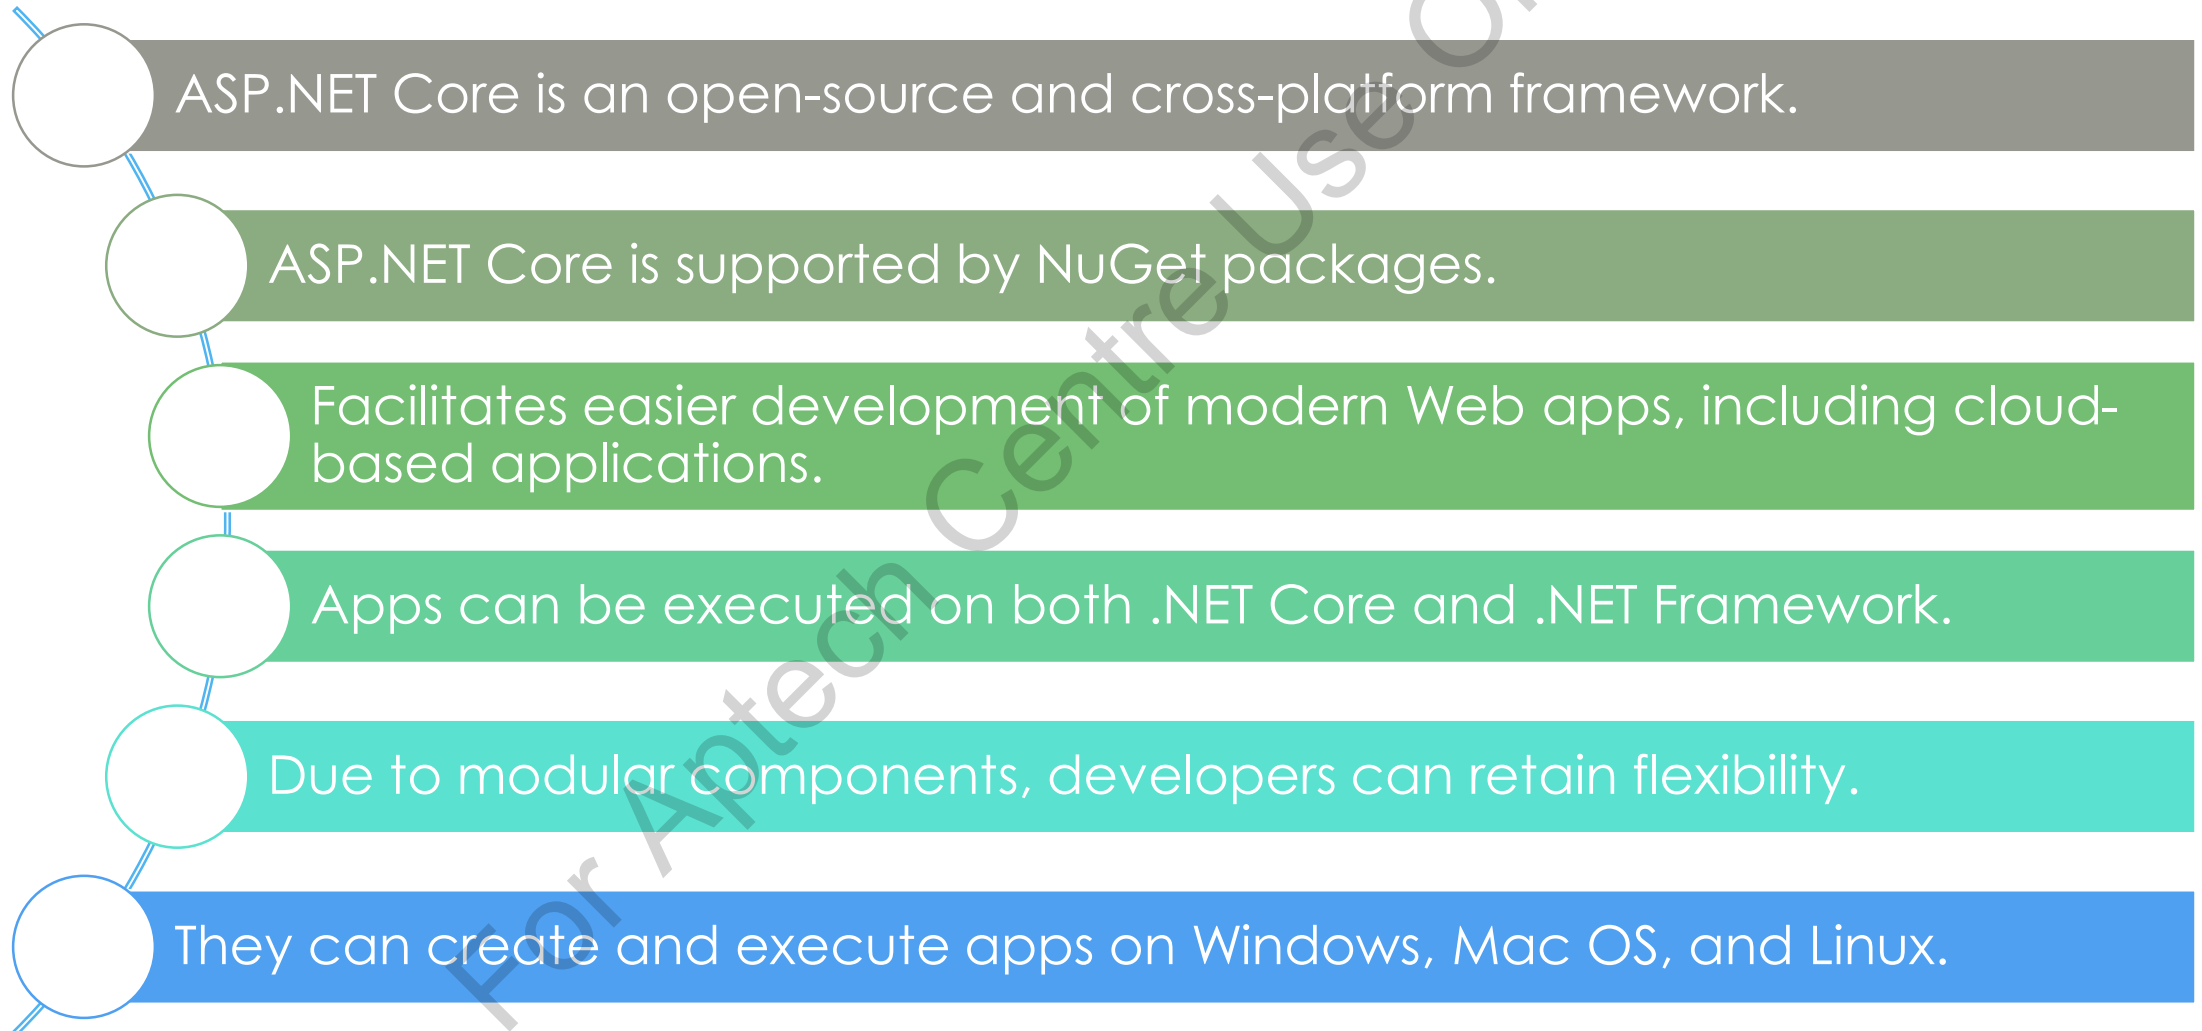 ASP.NET Core is an open-source and cross-platform framework.
ASP.NET Core is supported by NuGet packages.
Facilitates easier development of modern Web apps, including cloud-
based applications.
Apps can be executed on both .NET Core and .NET Framework.
Due to modular components, developers can retain flexibility.
They can create and execute apps on Windows, Mac OS, and Linux.
For Aptech Centre Use